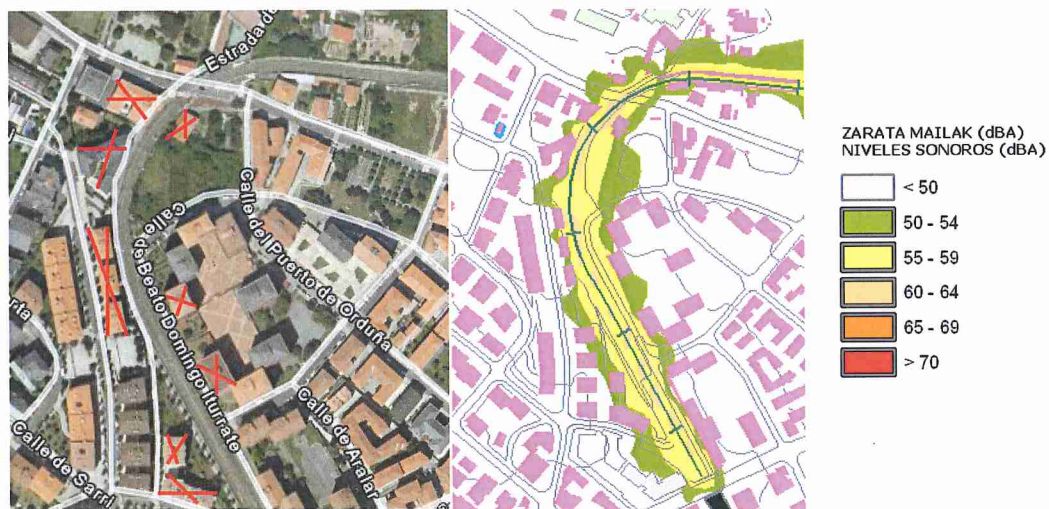 Estrada de
Calle del Puerto de Orduña
Calle de Beato Domingo Iturrate
Calle de Aralar
Calle de Sarri
ZARATA MAILAK (dBA)
NIVELES SONOROS (dBA)
< 50
50 - 54
55 - 59
60 - 64
65 - 69
> 70